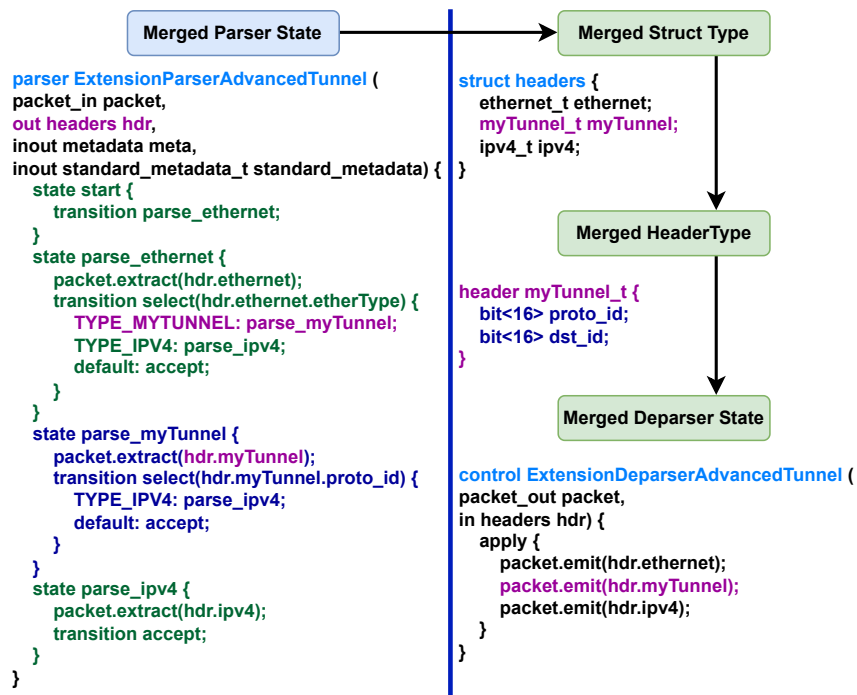 Merged Parser State
parser ExtensionParserAdvancedTunnel (
packet_in packet,
out headers hdr,
inout metadata meta,
inout standard_metadata_t standard_metadata) {
state start {
transition parse_ethernet;
}
state parse_ethernet {
packet.extract(hdr.ethernet);
transition select(hdr.ethernet.etherType) {
TYPE_MYTUNNEL: parse_myTunnel;
TYPE_IPV4: parse_ipv4;
default: accept;
}
}
state parse_myTunnel {
packet.extract(hdr.myTunnel);
transition select(hdr.myTunnel.proto_id) {
TYPE_IPV4: parse_ipv4;
default: accept;
}
}
state parse_ipv4 {
packet.extract(hdr.ipv4);
transition accept;
}
}
Merged Struct Type
struct headers {
ethernet_t ethernet;
myTunnel_t myTunnel;
ipv4_t ipv4;
}
Merged HeaderType
header myTunnel_t {
bit<16> proto_id;
bit<16> dst_id;
}
Merged Deparser State
control ExtensionDeparserAdvancedTunnel (
packet_out packet,
in headers hdr) {
apply {
packet.emit(hdr.ethernet);
packet.emit(hdr.myTunnel);
packet.emit(hdr.ipv4);
}
}